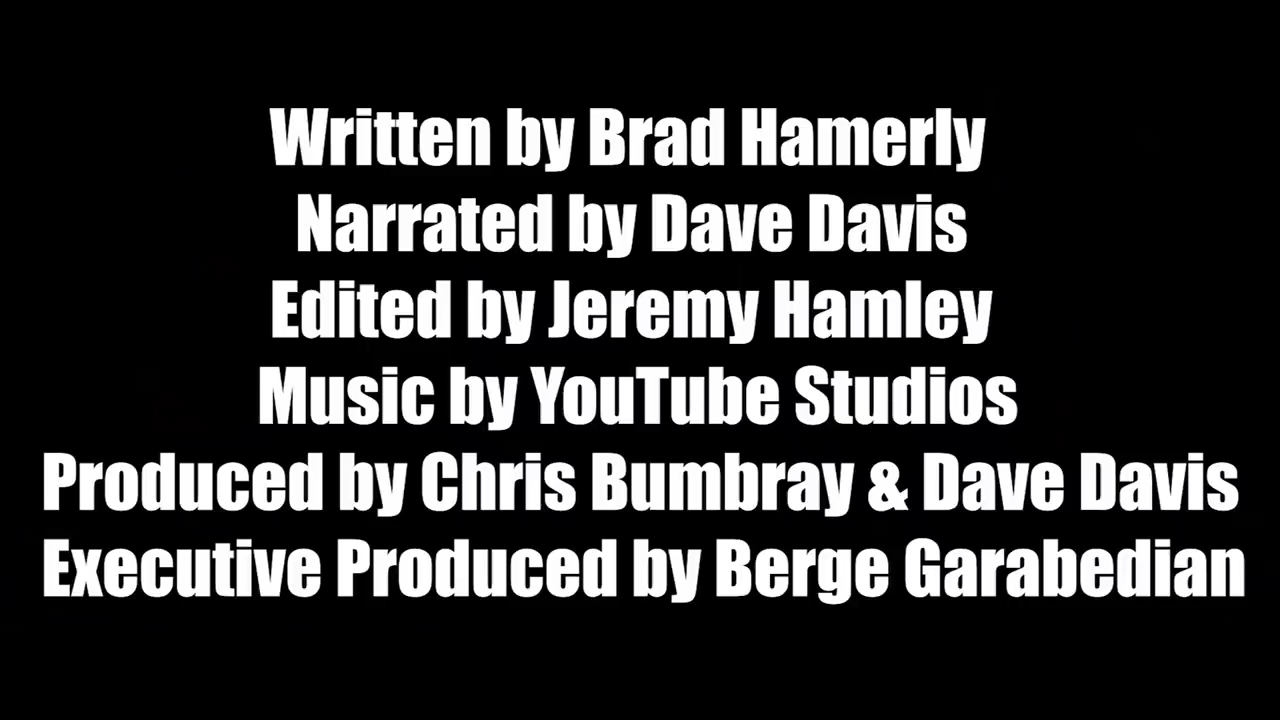 Written by Brad Hamerly
Narrated by Dave Davis
Edited by Jeremy Hamley
Music by YouTube Studios
Produced by Chris Bumbray & Dave Davis
Executive Produced by Berge Garabedian